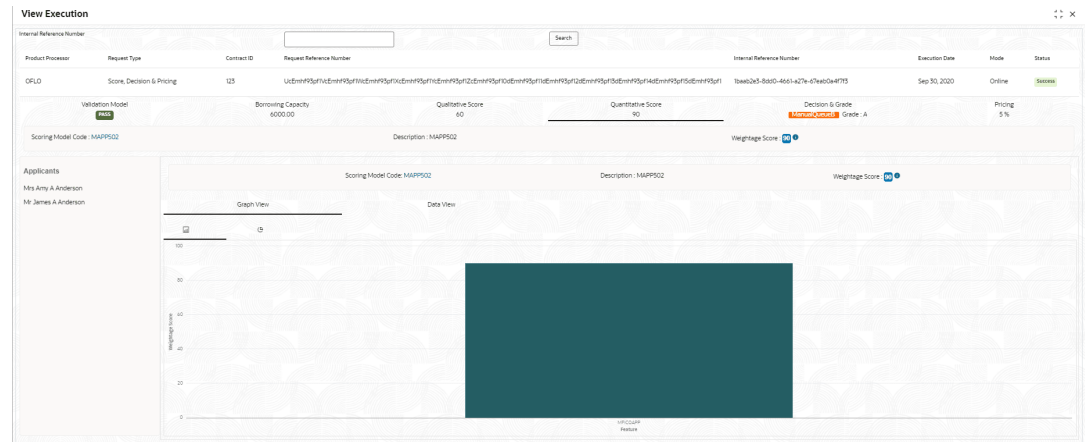 View Execution
Internal Reference Number
Search
Product Processor Request Type Contract ID Request Reference Number Internal Reference Number Execution Date Mode Status
OFLO Score, Decision & Pricing 123 Sep 30, 2020 Online Success
Validation Model Borrowing Capacity Qualitative Score Quantitative Score Decision & Grade Pricing
PASS 6000.00 60 90 ManualQueueB Grade : A 5 %
Scoring Model Code : MAPP502 Description : MAPP502 Weightage Score : 90
Applicants
Mrs Amy A Anderson
Mr James A Anderson
Scoring Model Code: MAPP502 Description : MAPP502 Weightage Score : 90
Graph View Data View
100
80
60
40
20
0
Weightage Score
Feature